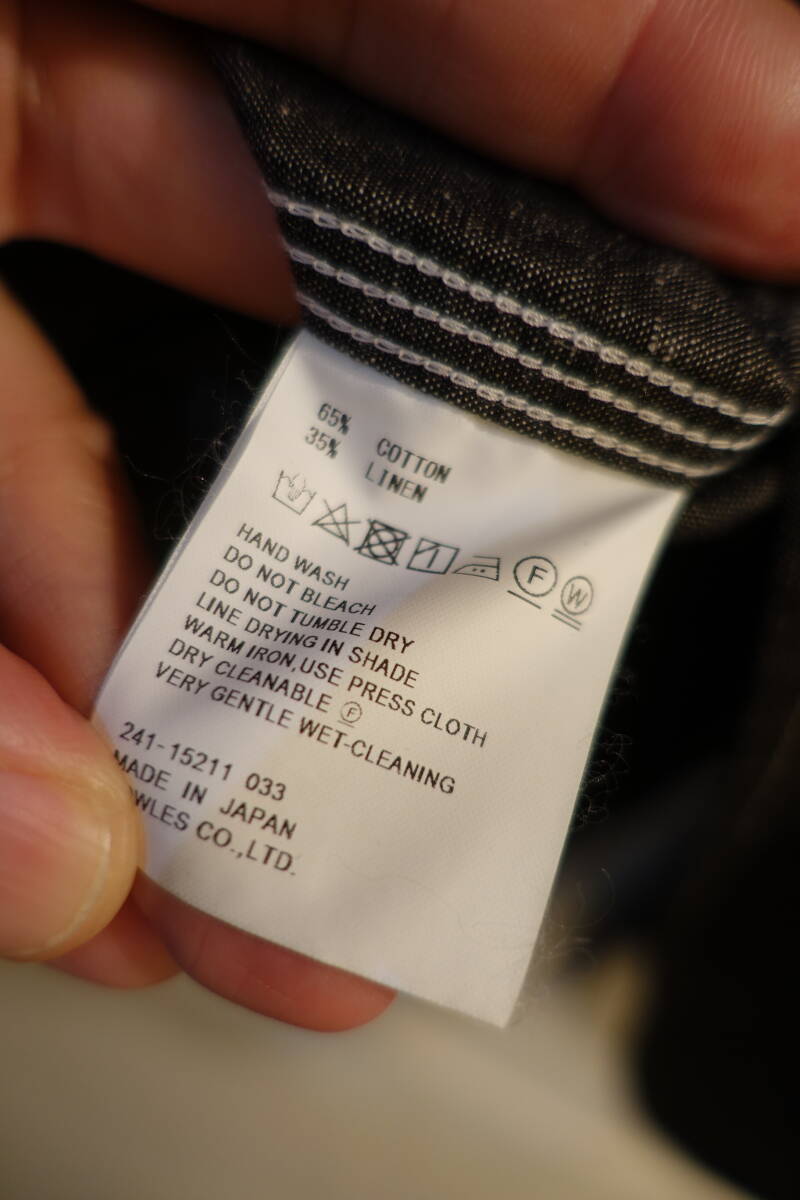 65% COTTON
35% LINEN
F W
HAND WASH
DO NOT BLEACH
DO NOT TUMBLE DRY
LINE DRYING IN SHADE
WARM IRON,USE PRESS CLOTH
DRY CLEANABLE Ⓕ
VERY GENTLE WET-CLEANING
241-15211 033
MADE IN JAPAN
CO.,LTD.